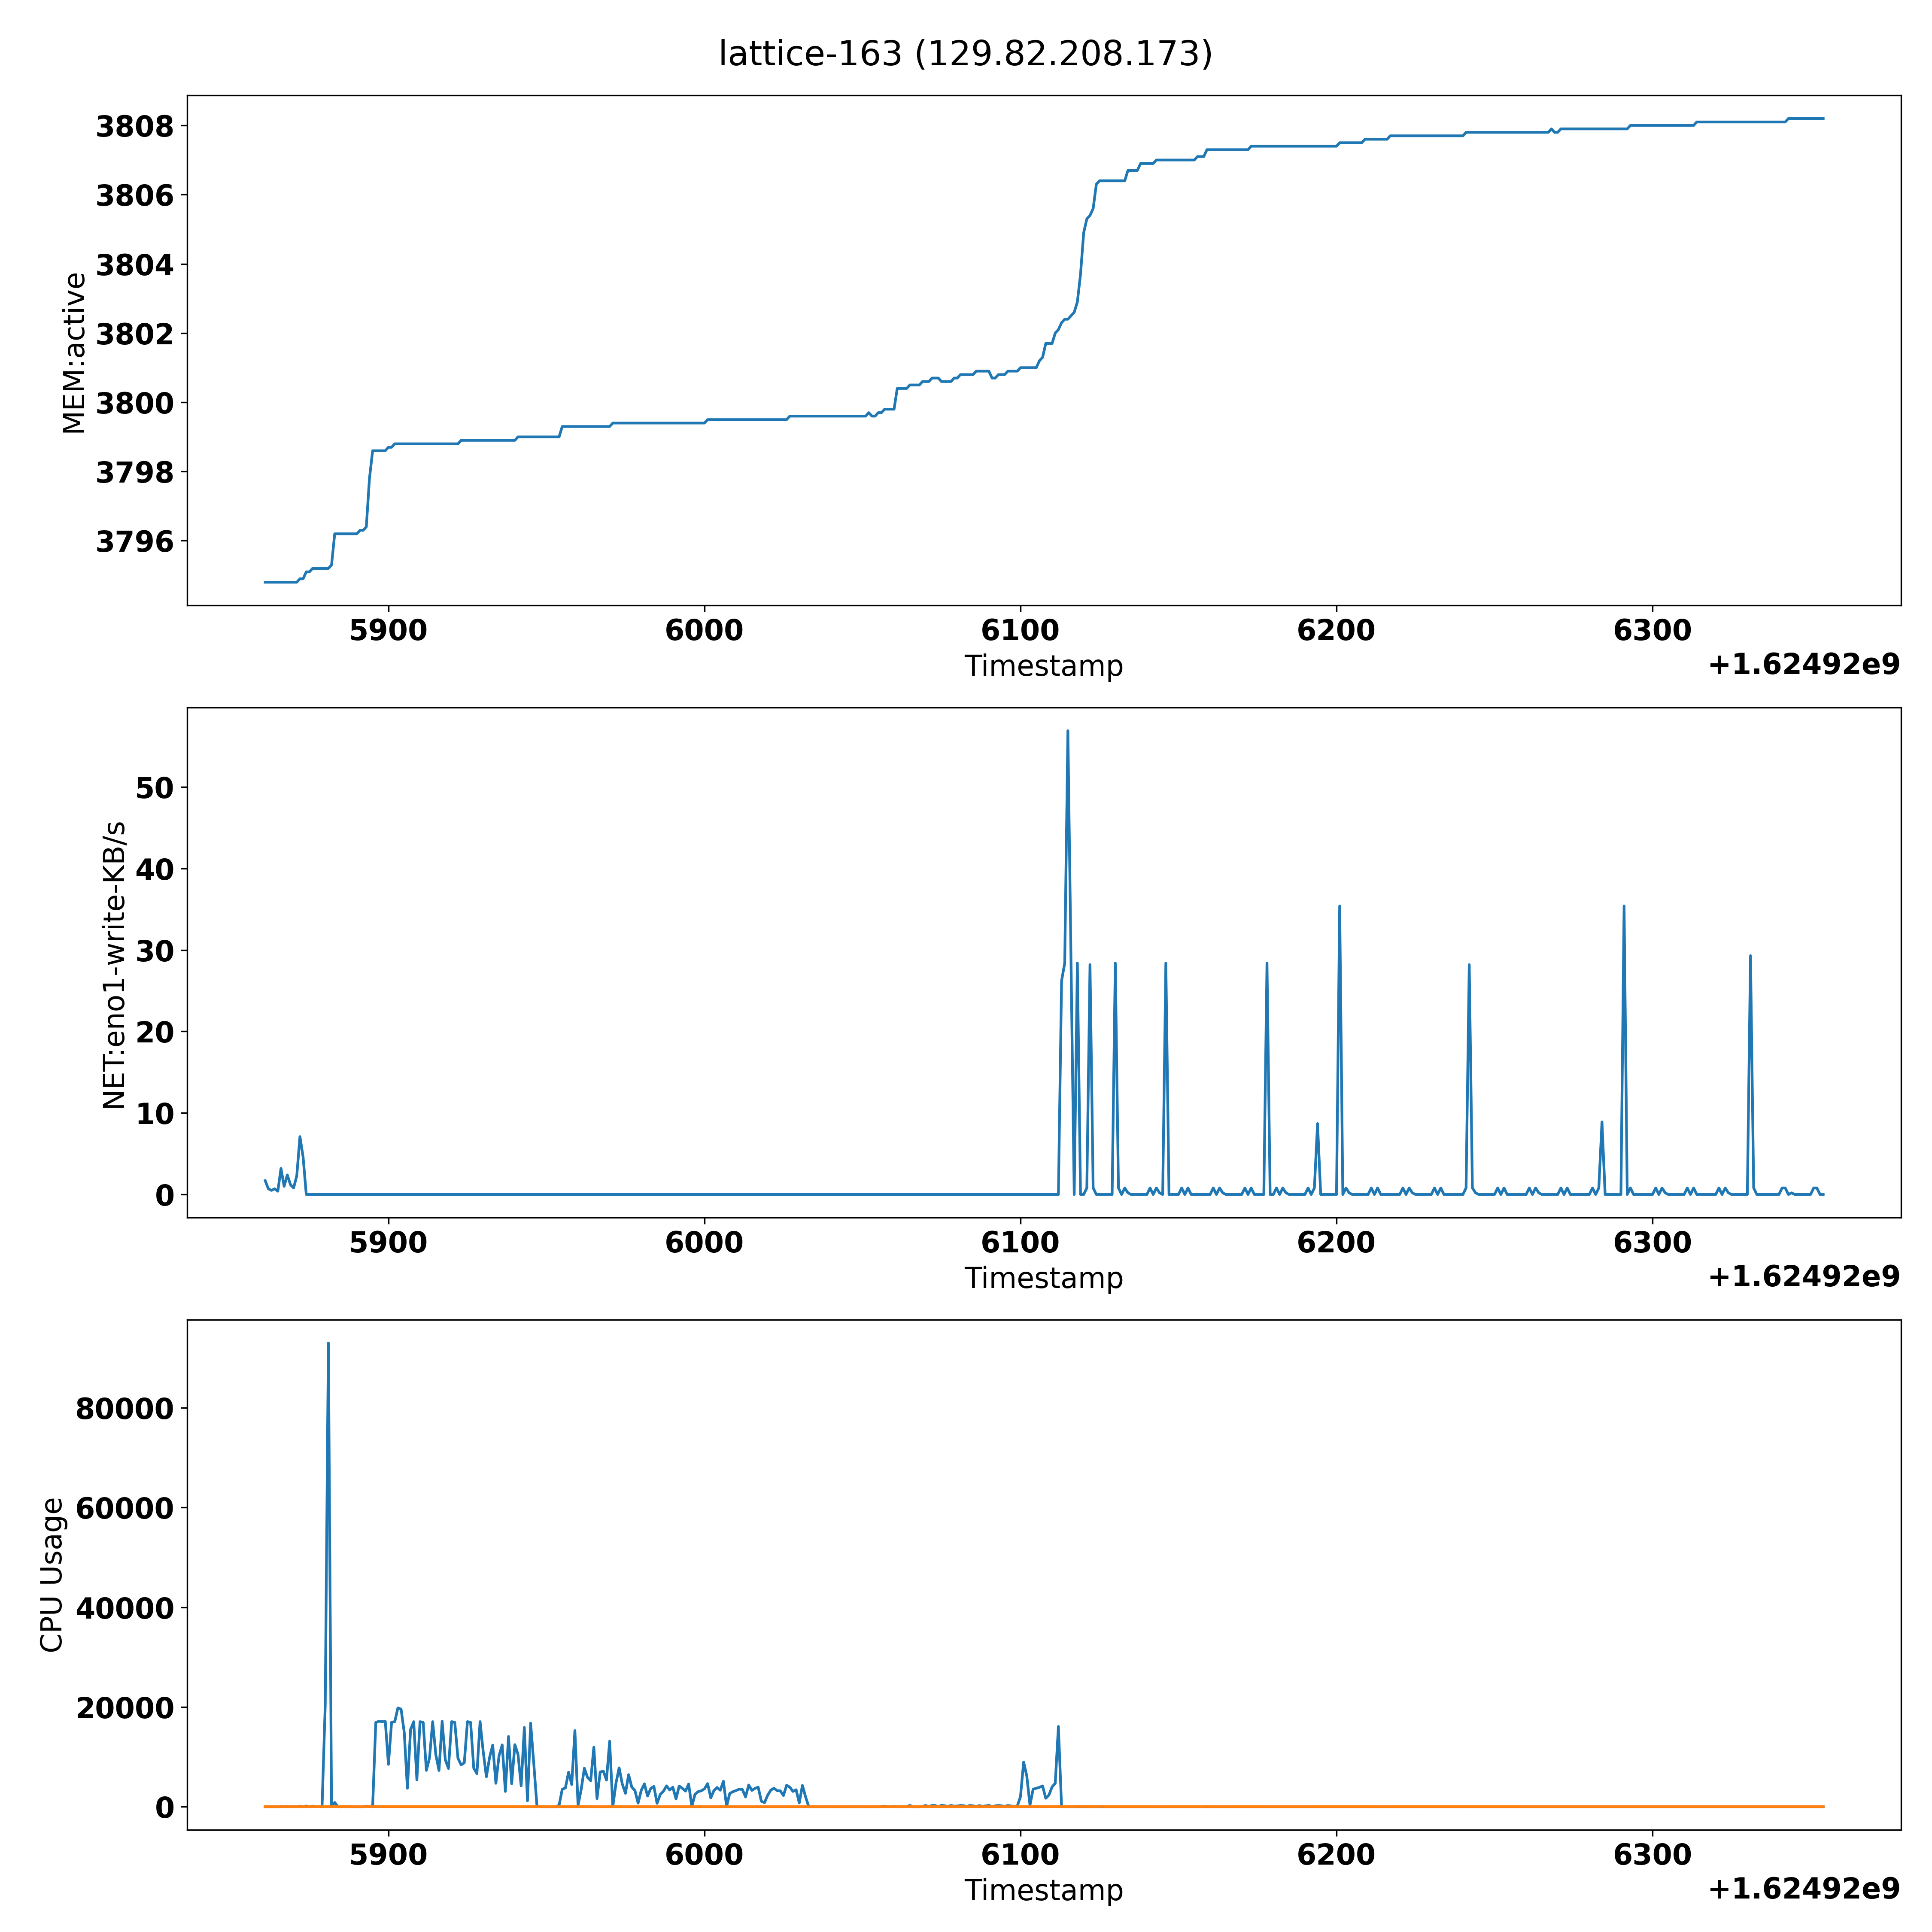 lattice-163 (129.82.208.173)
3808
3806
3804
3802
3800
3798
3796
MEM:active
5900 6000 6100 6200 6300
Timestamp
+1.62492e9
50
40
30
20
10
0
NET:eno1-write-KB/s
5900 6000 6100 6200 6300
Timestamp
+1.62492e9
80000
60000
40000
20000
0
CPU Usage
5900 6000 6100 6200 6300
Timestamp
+1.62492e9